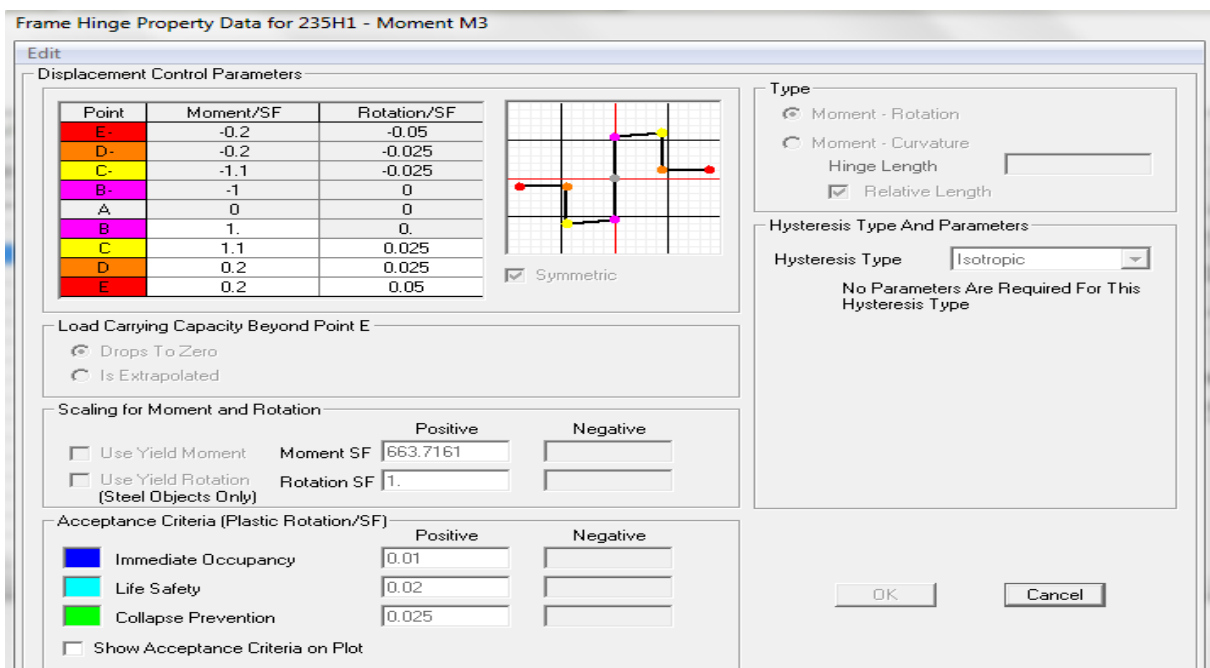 Frame Hinge Property Data for 235H1 - Moment M3
Edit
Displacement Control Parameters
Point Moment/SF Rotation/SF
E- -0.2 -0.05
D- -0.2 -0.025
C- -1.1 -0.025
B- -1 0
A 0 0
B 1. 0.
C 1.1 0.025
D 0.2 0.025
E 0.2 0.05
Symmetric
Load Carrying Capacity Beyond Point E
Drops To Zero
Is Extrapolated
Scaling for Moment and Rotation
Positive Negative
Use Yield Moment Moment SF 663.7161
Use Yield Rotation Rotation SF 1.
(Steel Objects Only)
Acceptance Criteria (Plastic Rotation/SF)
Positive Negative
Immediate Occupancy 0.01
Life Safety 0.02
Collapse Prevention 0.025
Show Acceptance Criteria on Plot
Type
Moment - Rotation
Moment - Curvature
Hinge Length
Relative Length
Hysteresis Type And Parameters
Hysteresis Type Isotropic
No Parameters Are Required For This
Hysteresis Type
OK Cancel